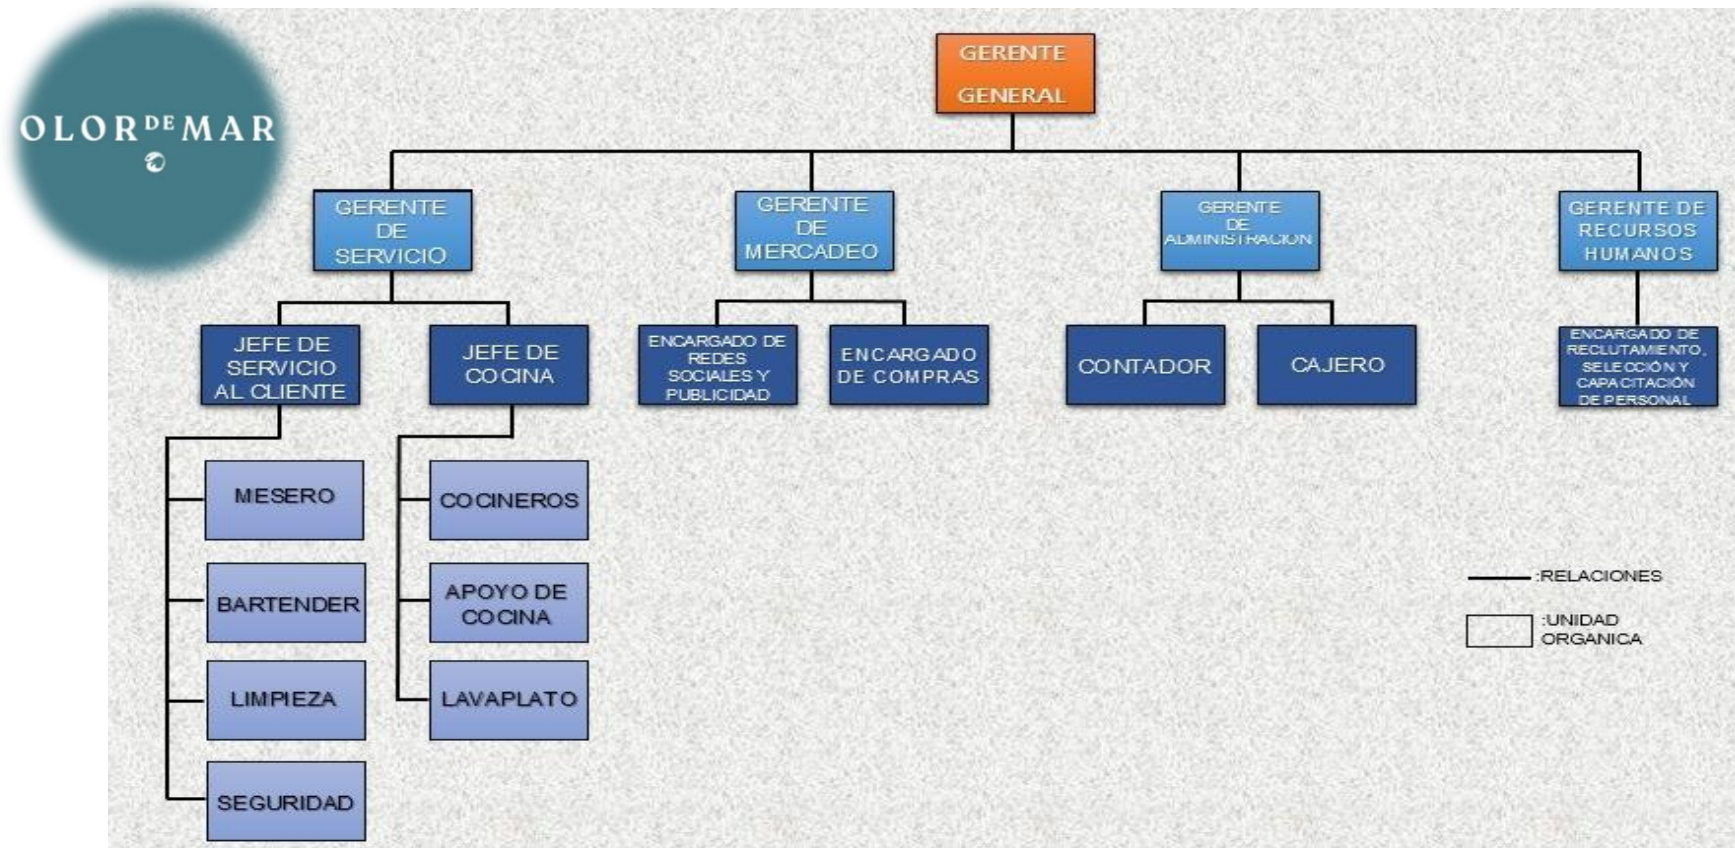 OLOR DE MAR
GERENTE
GENERAL
GERENTE
DE
SERVICIO
GERENTE
DE
MERCADEO
GERENTE
DE
ADMINISTRACION
GERENTE DE
RECURSOS
HUMANOS
JEFE DE
SERVICIO
AL CLIENTE
JEFE DE
COCINA
ENCARGADO DE
REDES
SOCIALES Y
PUBLICIDAD
ENCARGADO
DE COMPRAS
CONTADOR
CAJERO
ENCARGADO DE
RECLUTAMIENTO,
SELECCIÓN Y
CAPACITACIÓN
DE PERSONAL
MESERO
BARTENDER
LIMPIEZA
SEGURIDAD
COCINEROS
APOYO DE
COCINA
LAVAPLATO
:RELACIONES
:UNIDAD
ORGANICA